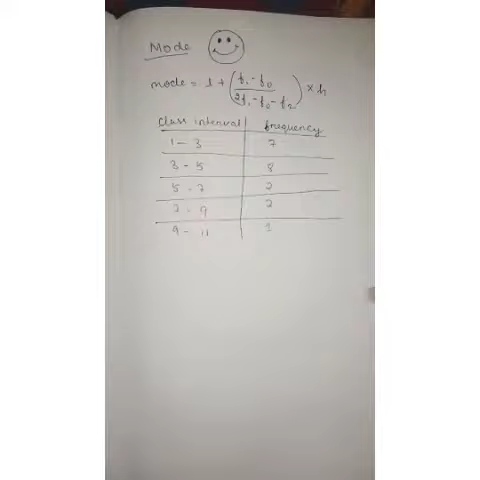 Mode
mode = l + (f₁ - f₀ / 2f₁ - f₀ - f₂) × h
class interval frequency
1 - 3 7
3 - 5 8
5 - 7 2
7 - 9 2
9 - 11